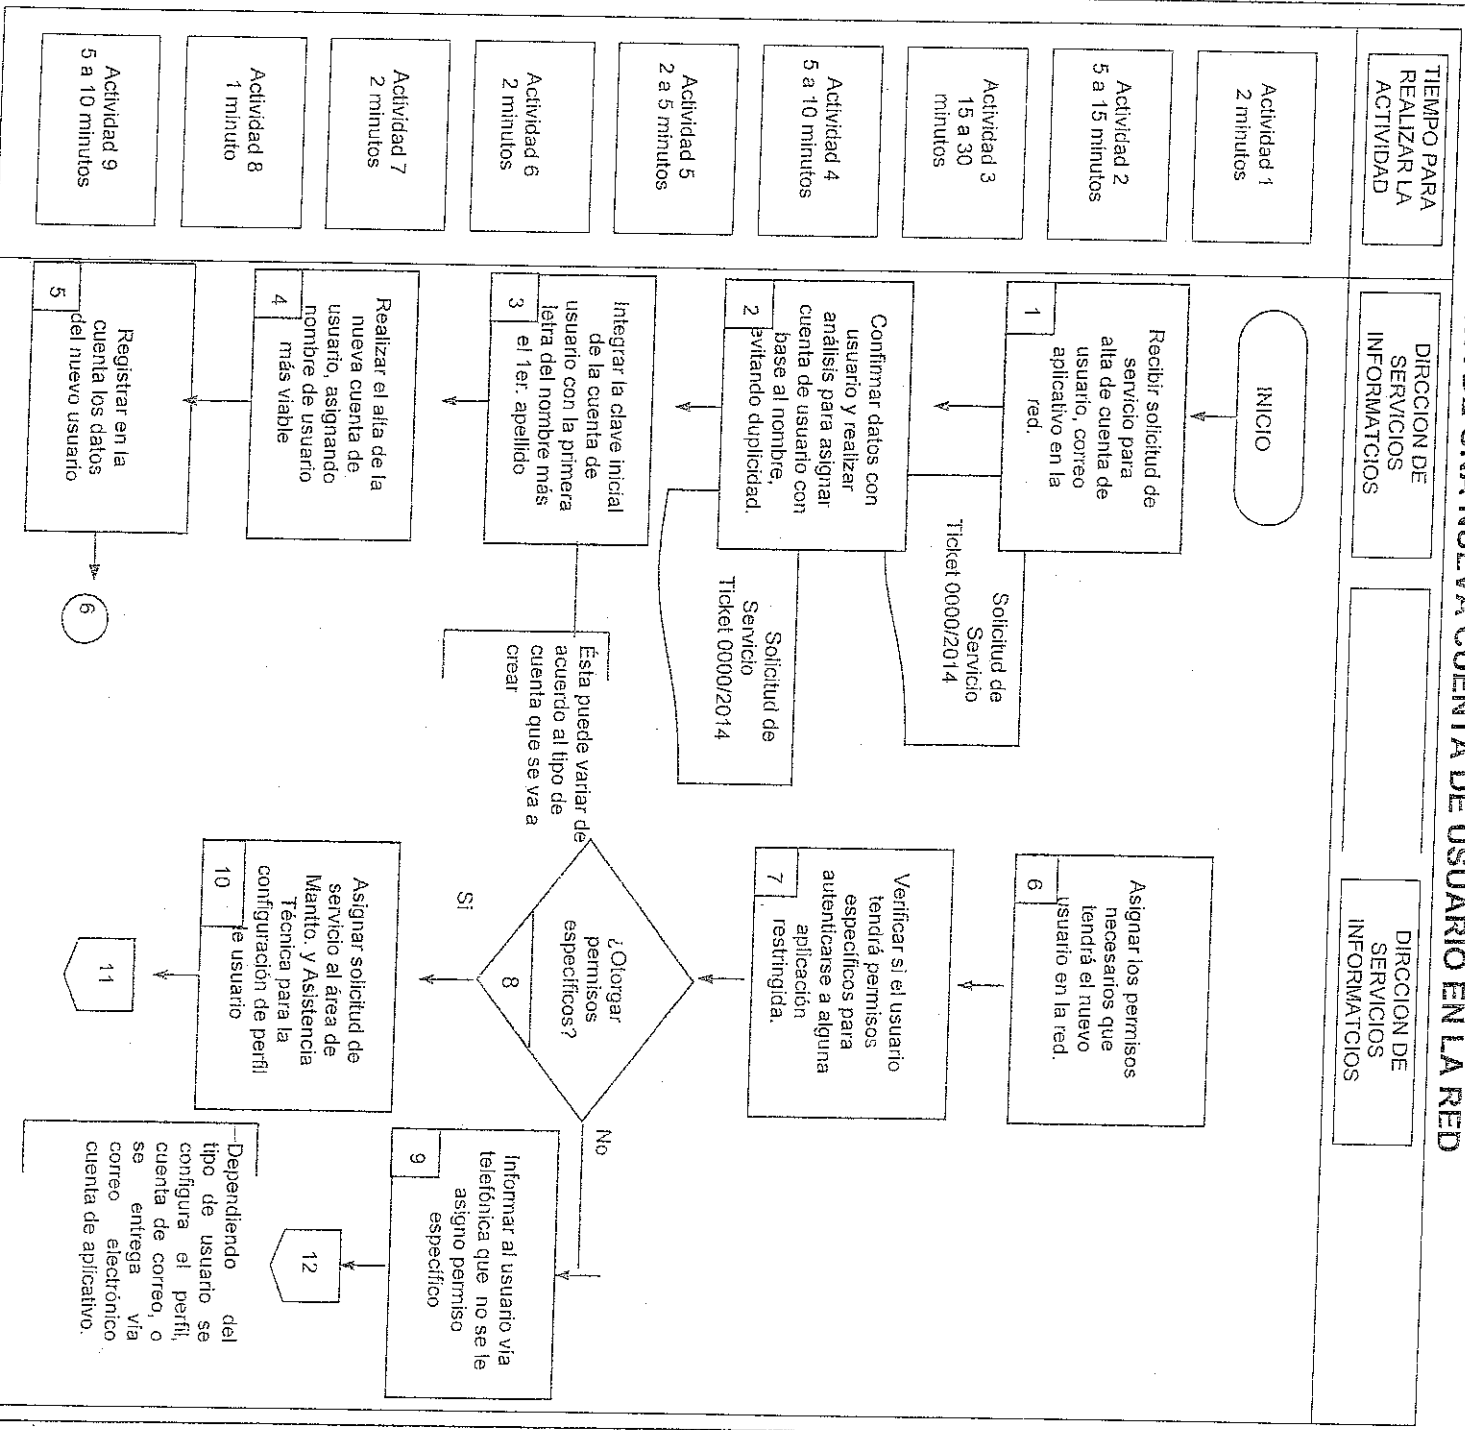 UNA NUEVA CUENTA DE USUARIO EN LA RED
TIEMPO PARA
REALIZAR LA
ACTIVIDAD
DIRCCION DE
SERVICIOS
INFORMATCIOS
DIRCCION DE
SERVICIOS
INFORMATCIOS
Actividad 1
2 minutos
Actividad 2
5 a 15 minutos
Actividad 3
15 a 30
minutos
Actividad 4
5 a 10 minutos
Actividad 5
2 a 5 minutos
Actividad 6
2 minutos
Actividad 7
2 minutos
Actividad 8
1 minuto
Actividad 9
5 a 10 minutos
INICIO
Recibir solicitud de
servicio para
alta de cuenta de
usuario, correo
aplicativo en la
1
red.
Solicitud de
Servicio
Ticket 0000/2014
Confirmar datos con
usuario y realizar
análisis para asignar
cuenta de usuario con
base al nombre,
2
evitando duplicidad.
Solicitud de
Servicio
Ticket 0000/2014
Integrar la clave inicial
de la cuenta de
usuario con la primera
letra del nombre más
3
el 1er. apellido
Ésta puede variar de
acuerdo al tipo de
cuenta que se va a
crear
Realizar el alta de la
nueva cuenta de
usuario, asignando
nombre de usuario
4
más viable
Registrar en la
cuenta los datos
5
del nuevo usuario
6
Asignar los permisos
necesarios que
tendrá el nuevo
6
usuario en la red.
Verificar si el usuario
tendrá permisos
específicos para
autenticarse a alguna
aplicación
7
restringida.
¿Otorgar
permisos
específicos?
8
Si
No
Informar al usuario vía
telefónica que no se le
asigno permiso
9
específico
12
Asignar solicitud de
servicio al área de
Mantto. y Asistencia
Técnica para la
configuración de perfil
10
de usuario
11
Dependiendo del
tipo de usuario se
configura el perfil,
cuenta de correo, o
se entrega vía
correo electrónico
cuenta de aplicativo.